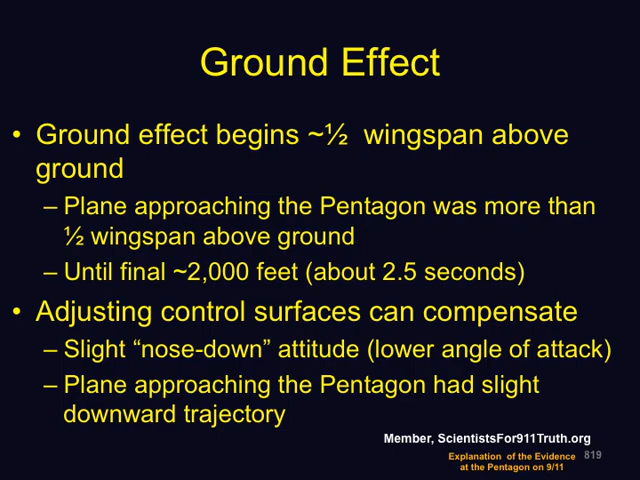 Ground Effect
• Ground effect begins ~½ wingspan above
ground
– Plane approaching the Pentagon was more than
½ wingspan above ground
– Until final ~2,000 feet (about 2.5 seconds)
• Adjusting control surfaces can compensate
– Slight “nose-down” attitude (lower angle of attack)
– Plane approaching the Pentagon had slight
downward trajectory
Member, ScientistsFor911Truth.org
Explanation of the Evidence 819
at the Pentagon on 9/11